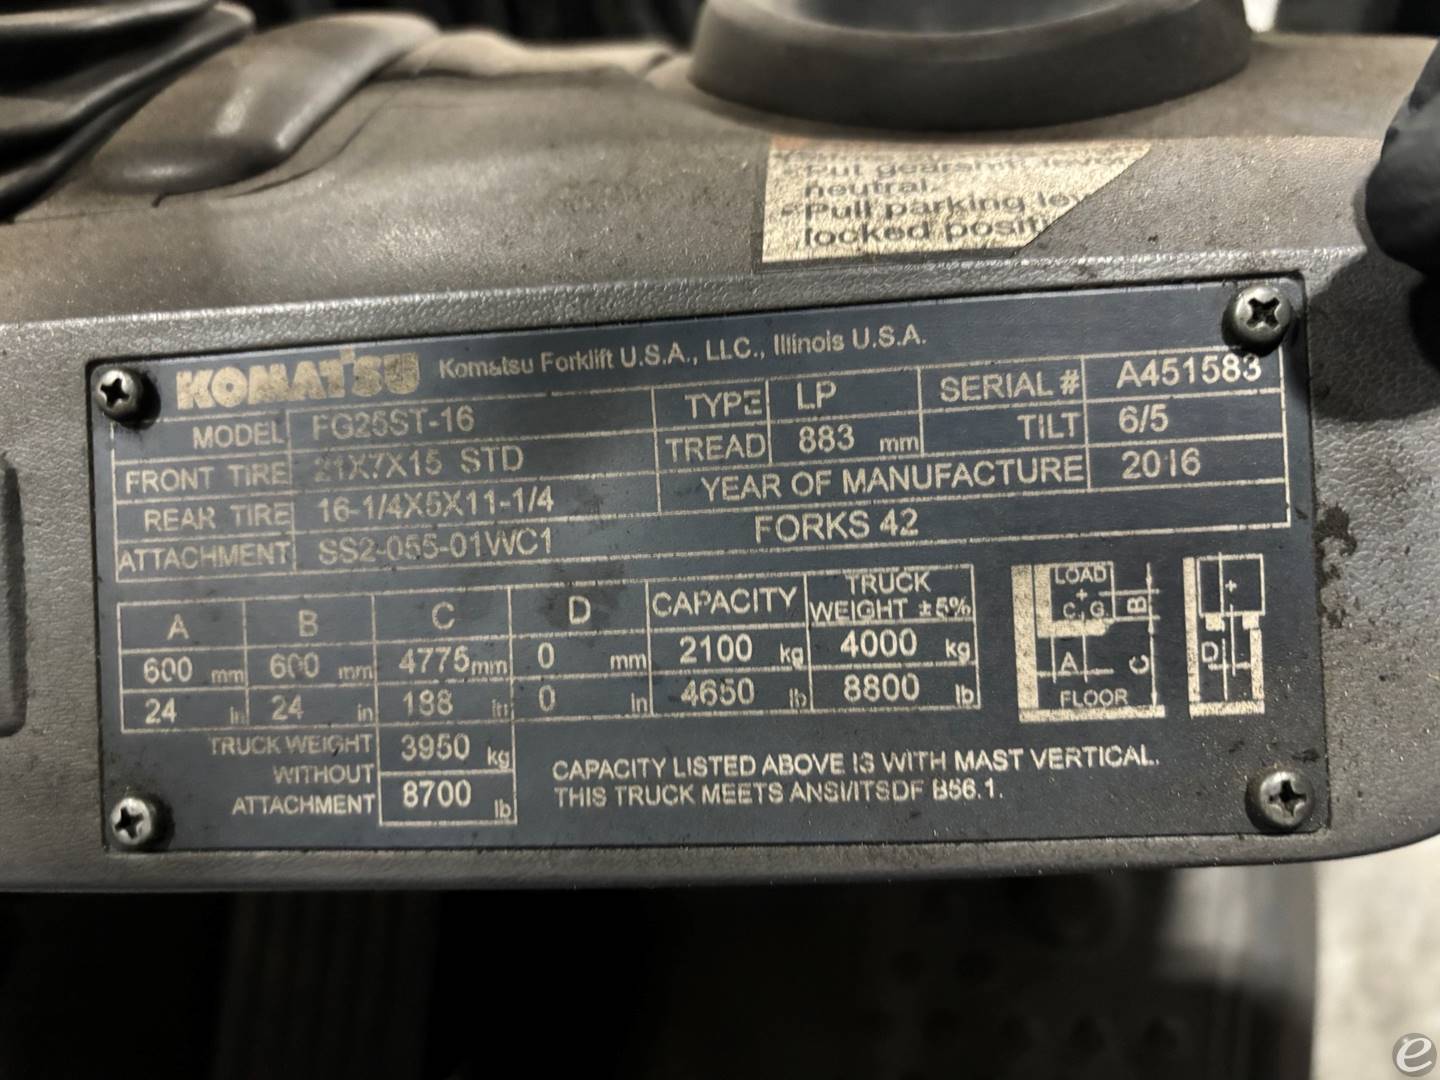 Put gearshift lever
neutral.
Pull parking
locked
KOMATSU Komatsu Forklift U.S.A., LLC., Illinois U.S.A.
MODEL FG25ST-16 TYPE LP SERIAL # A451583
FRONT TIRE 21X7X15 STD TREAD 883 mm TILT 6/5
REAR TIRE 16-1/4X5X11-1/4 YEAR OF MANUFACTURE 2016
ATTACHMENT SS2-055-01WC1 FORKS 42
A B C D CAPACITY TRUCK WEIGHT ±5%
600 mm 600 mm 4775 mm 0 mm 2100 kg 4000 kg
24 in 24 in 188 in 0 in 4650 lb 8800 lb
TRUCK WEIGHT WITHOUT ATTACHMENT 3950 kg
8700 lb
CAPACITY LISTED ABOVE IS WITH MAST VERTICAL.
THIS TRUCK MEETS ANSI/ITSDF B56.1.
LOAD
C.G. B
A C
FLOOR
D
e